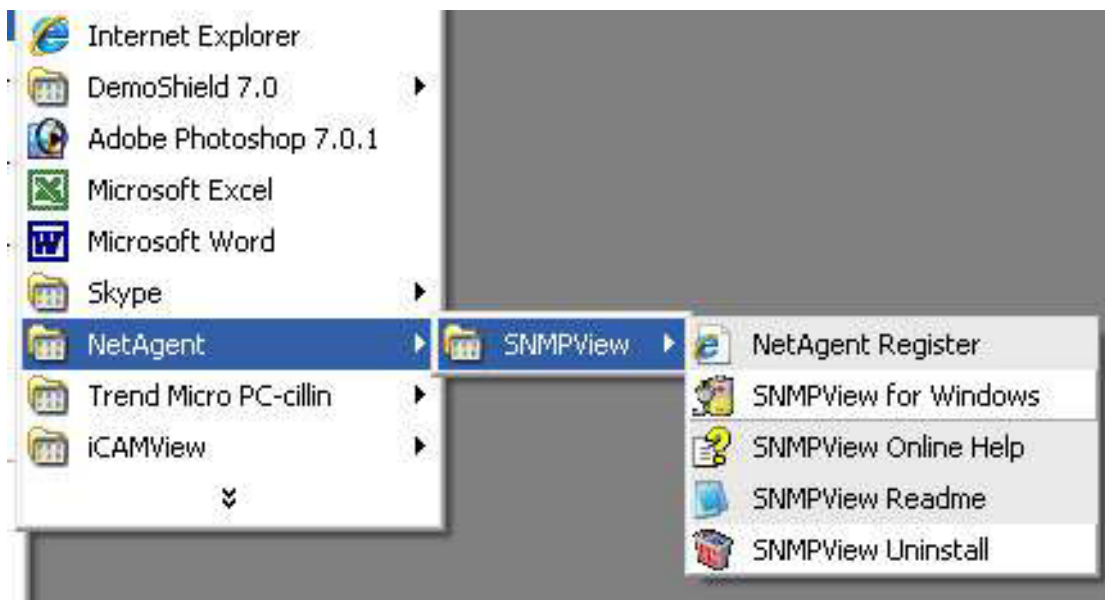 Internet Explorer
DemoShield 7.0
Adobe Photoshop 7.0.1
Microsoft Excel
Microsoft Word
Skype
NetAgent
Trend Micro PC-cillin
iCAMView
SNMPView
NetAgent Register
SNMPView for Windows
SNMPView Online Help
SNMPView Readme
SNMPView Uninstall